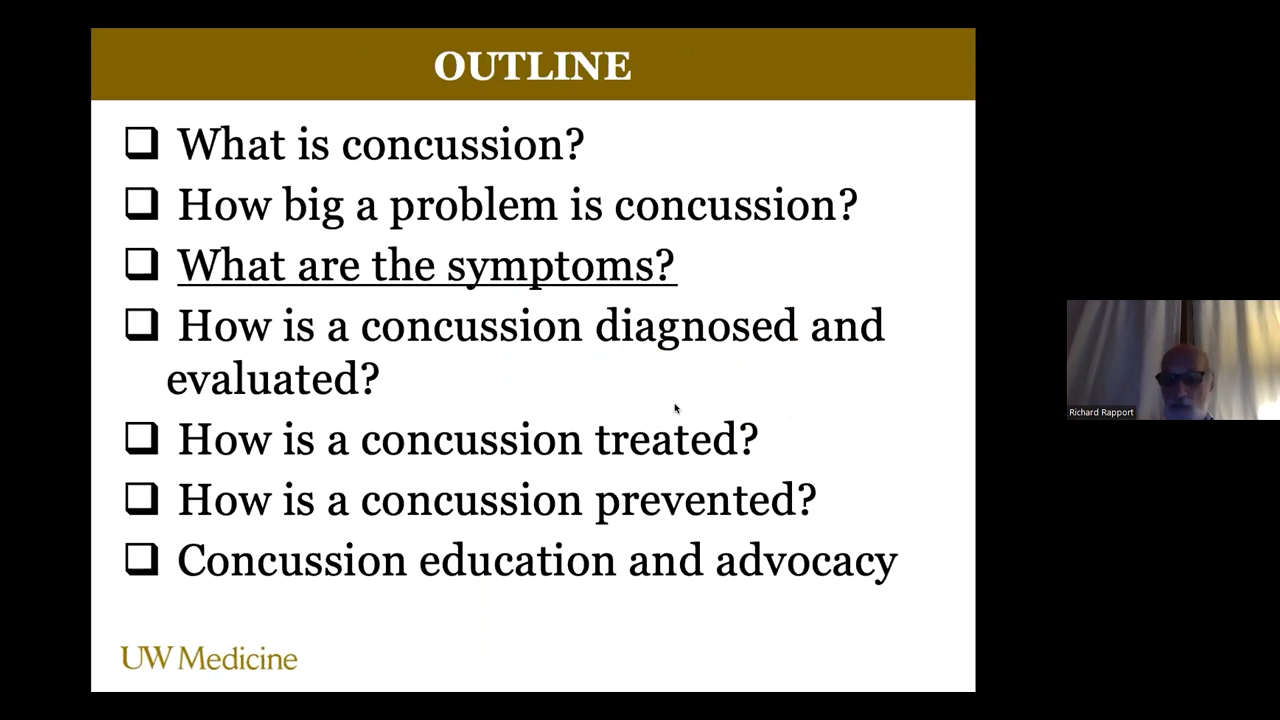 OUTLINE
What is concussion?
How big a problem is concussion?
What are the symptoms?
How is a concussion diagnosed and
evaluated?
How is a concussion treated?
How is a concussion prevented?
Concussion education and advocacy
UW Medicine
Richard Rapport